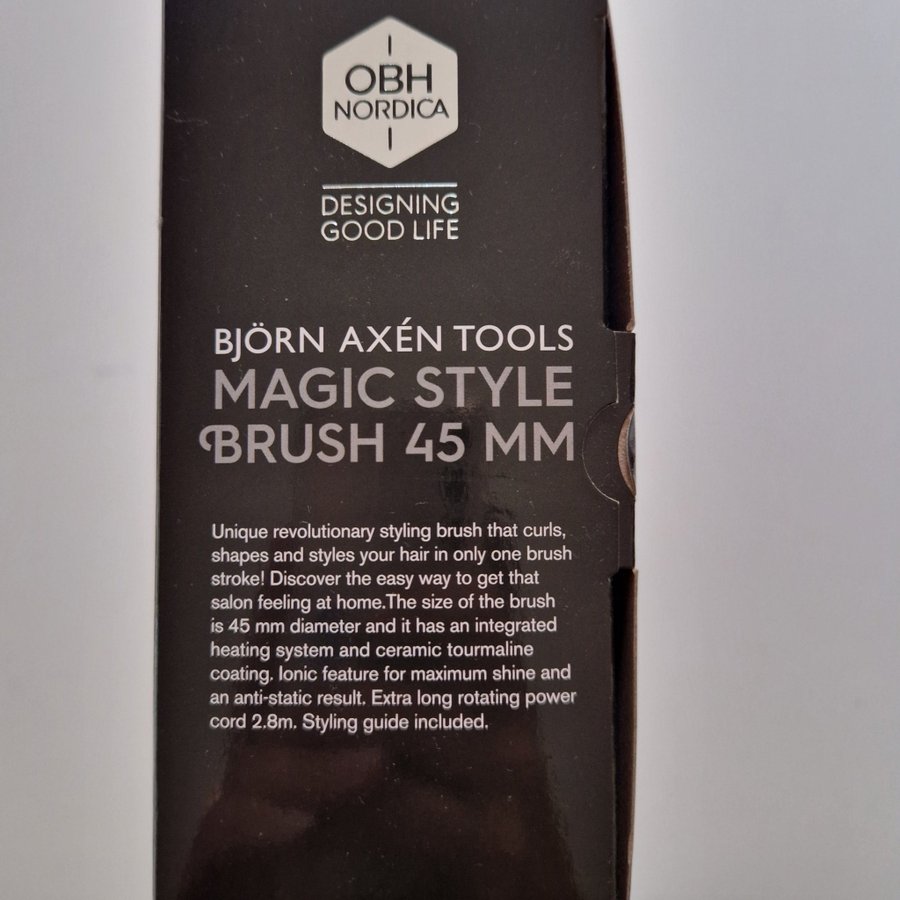 OBH
NORDICA
DESIGNING
GOOD LIFE
BJÖRN AXÉN TOOLS
MAGIC STYLE
BRUSH 45 MM
Unique revolutionary styling brush that curls,
shapes and styles your hair in only one brush
stroke! Discover the easy way to get that
salon feeling at home.The size of the brush
is 45 mm diameter and it has an integrated
heating system and ceramic tourmaline
coating. Ionic feature for maximum shine and
an anti-static result. Extra long rotating power
cord 2.8m. Styling guide included.